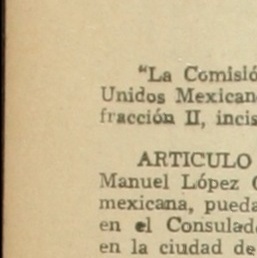 "La Comisió
Unidos Mexican
fracción II, incis
ARTICULO
Manuel López
mexicana, pueda
en el Consulad
en la ciudad de